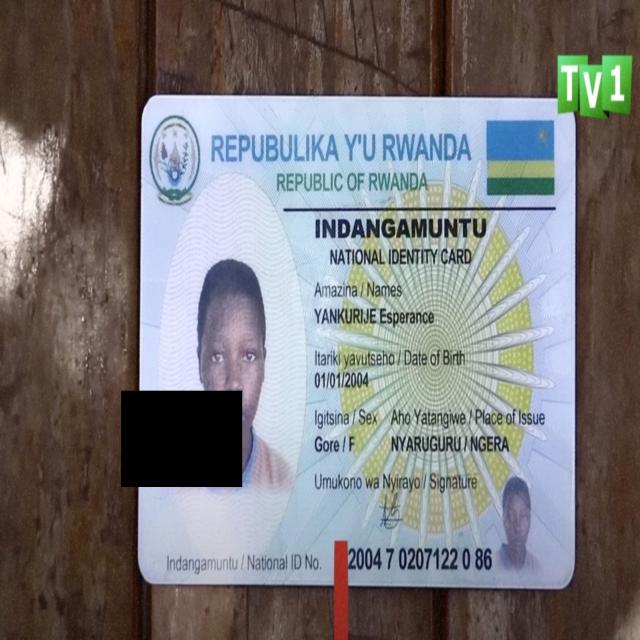 TV1
REPUBULIKA Y'U RWANDA
REPUBLIC OF RWANDA
INDANGAMUNTU
NATIONAL IDENTITY CARD
Amazina / Names
YANKURIJE Esperance
Itariki yavutseho / Date of Birth
01/01/2004
Igitsina / Sex Aho Yatangiwe / Place of Issue
Gore / F NYARUGURU / NGERA
Umukono wa Nyirayo / Signature
Indangamuntu / National ID No. 2004 7 0207122 0 86